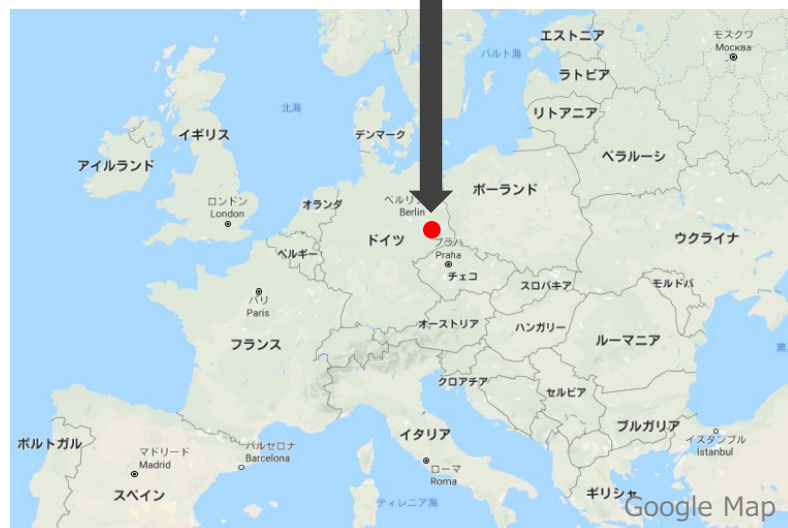 エストニア
モスクワ
Москва
バルト海
ラトビア
北海
リトアニア
デンマーク
イギリス
ベラルーシ
アイルランド
ポーランド
ロンドン
London
オランダ
Berlin
ドイツ
プラハ
Praha
ウクライナ
ベルギー
チェコ
スロバキア
モルドバ
パリ
Paris
オーストリア
ハンガリー
ルーマニア
フランス
黒
クロアチア
セルビア
ブルガリア
イタリア
イスタンブル
İstanbul
ポルトガル
マドリード
Madrid
バルセロナ
Barcelona
ローマ
Roma
スペイン
ティレニア海
ギリシャ
Google Map